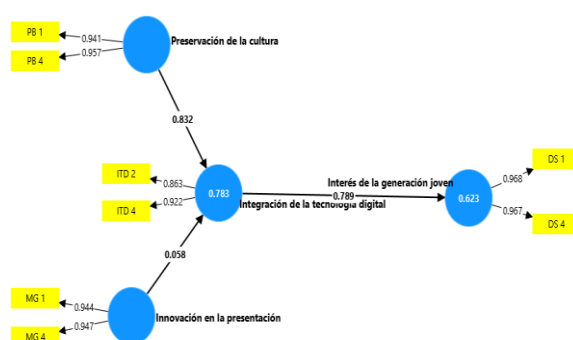 PB 1
0.941
Preservación de la cultura
PB 4
0.957
0.832
ITD 2
0.863
ITD 4
0.922
0.783
Integración de la tecnología digital
Interés de la generación joven
0.789
0.623
DS 1
0.968
DS 4
0.967
0.058
MG 1
0.944
MG 4
0.947
Innovación en la presentación